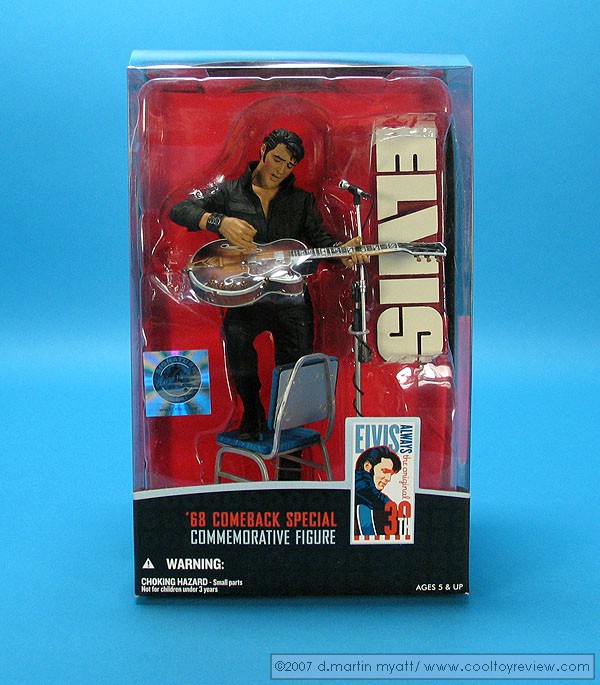 ELVIS
ELVIS
ALWAYS
the original
30TH
'68 COMEBACK SPECIAL
COMMEMORATIVE FIGURE
WARNING:
CHOKING HAZARD - Small parts
Not for children under 3 years
AGES 5 & UP
©2007 d.martin myatt/ www.cooltoyreview.com